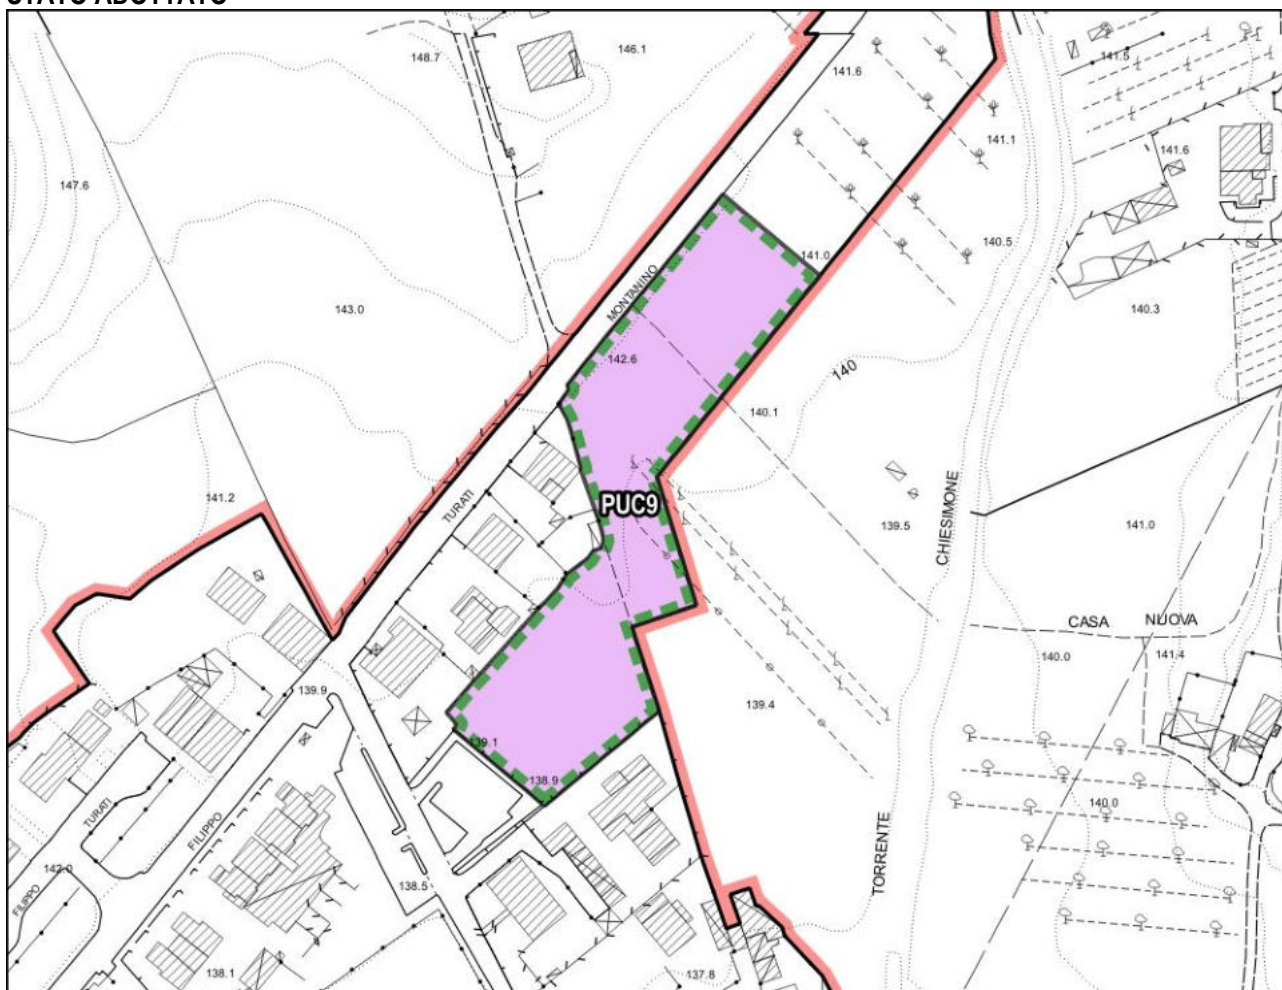 STATO ADOTTATO
148.7
146.1
141.6
141.5
141.1
141.6
147.6
140.5
141.0
140.3
143.0
MONTANINO
142.6
140
140.1
141.2
TURATI
PUC9
139.5
CHIESIMONE
141.0
CASA NUOVA
140.0
141.4
139.9
139.4
139.1
138.9
TURATI
FILIPPO
140.0
142.0
138.5
TORRENTE
FILIPPO
138.1
137.8